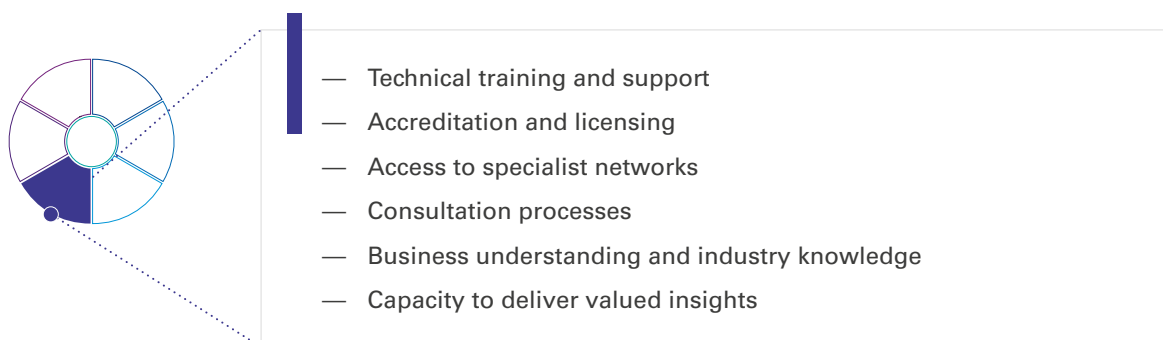 — Technical training and support
— Accreditation and licensing
— Access to specialist networks
— Consultation processes
— Business understanding and industry knowledge
— Capacity to deliver valued insights